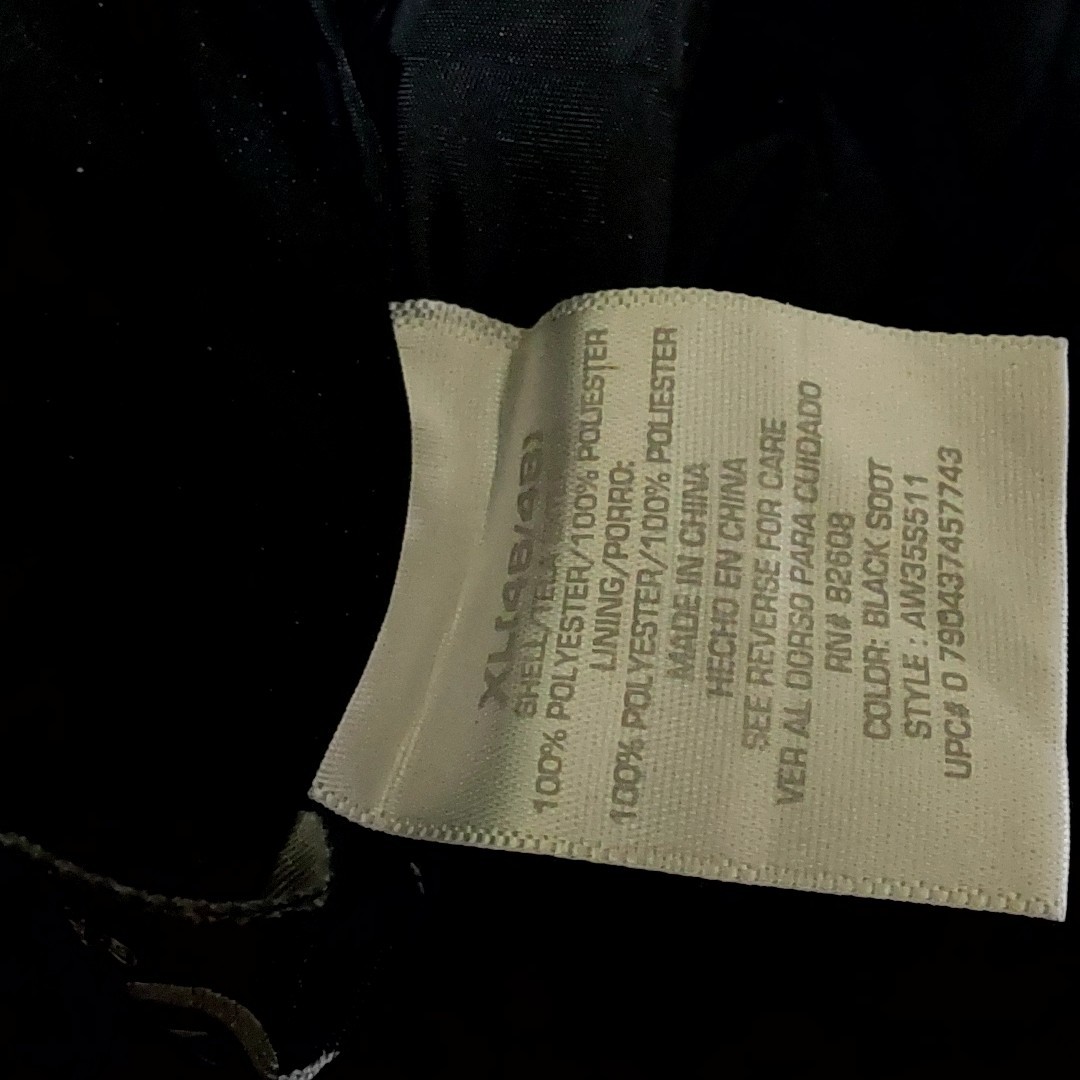 XL(46/48)
SHELL/TELA:
100% POLYESTER/100% POLIESTER
LINING/PORRO:
100% POLYESTER/100% POLIESTER
MADE IN CHINA
HECHO EN CHINA
SEE REVERSE FOR CARE
VER AL DORSO PARA CUIDADO
RN# 82608
COLOR: BLACK SOOT
STYLE : AW35S511
UPC# 0 790437457743